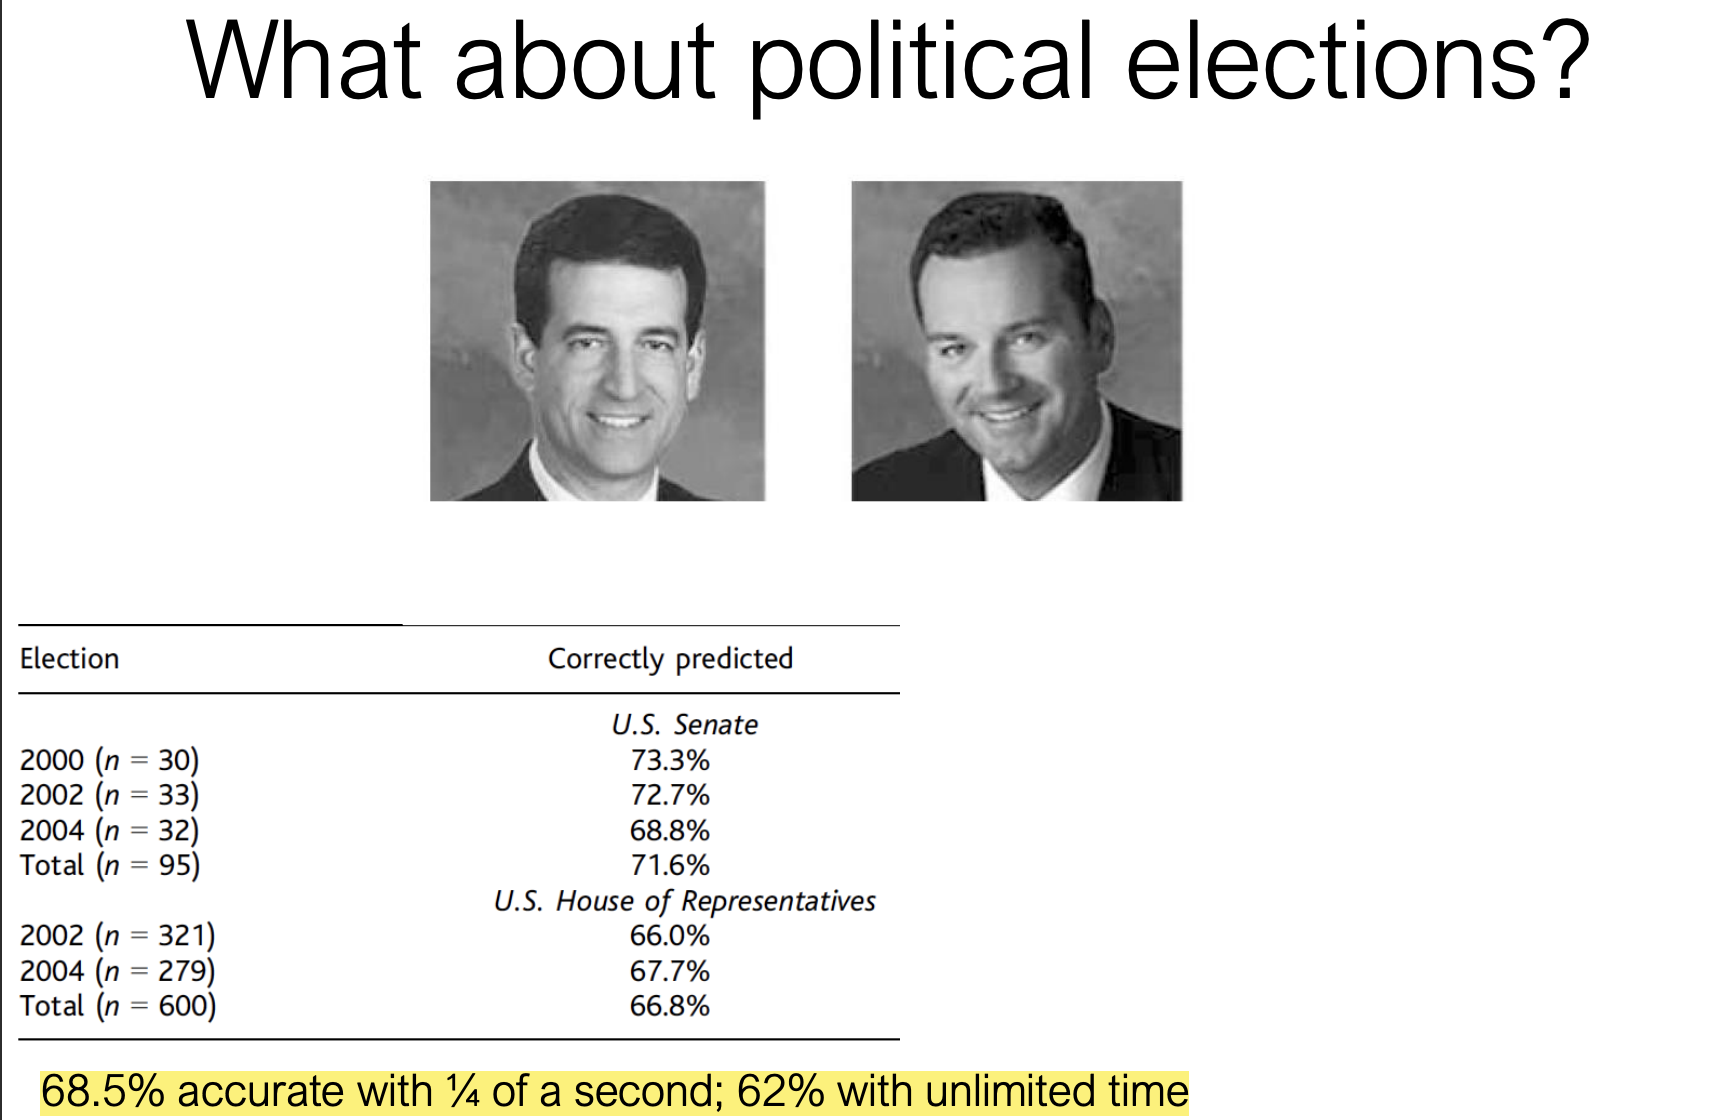 What about political elections?
Election Correctly predicted
U.S. Senate
2000 (n = 30) 73.3%
2002 (n = 33) 72.7%
2004 (n = 32) 68.8%
Total (n = 95) 71.6%
U.S. House of Representatives
2002 (n = 321) 66.0%
2004 (n = 279) 67.7%
Total (n = 600) 66.8%
68.5% accurate with ¼ of a second; 62% with unlimited time